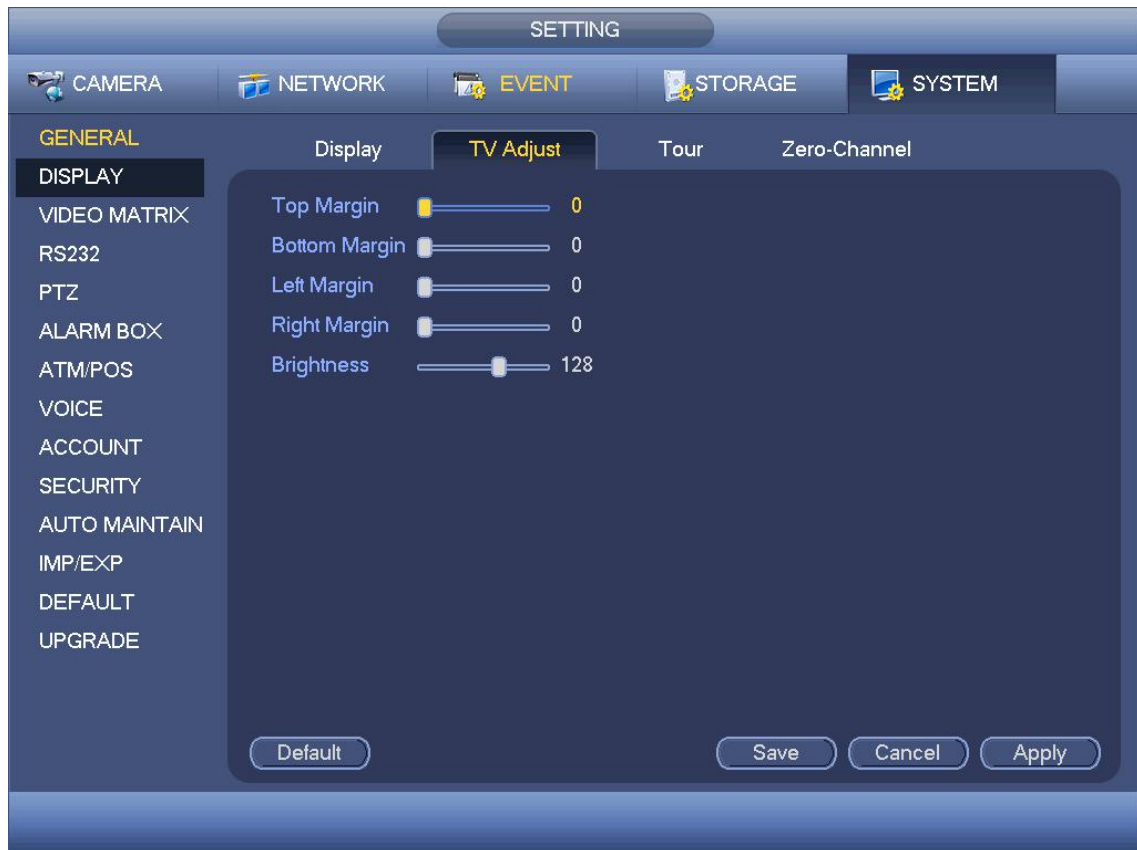 SETTING
CAMERA NETWORK EVENT STORAGE SYSTEM
GENERAL
DISPLAY
VIDEO MATRIX
RS232
PTZ
ALARM BOX
ATM/POS
VOICE
ACCOUNT
SECURITY
AUTO MAINTAIN
IMP/EXP
DEFAULT
UPGRADE
Display TV Adjust Tour Zero-Channel
Top Margin 0
Bottom Margin 0
Left Margin 0
Right Margin 0
Brightness 128
Default Save Cancel Apply